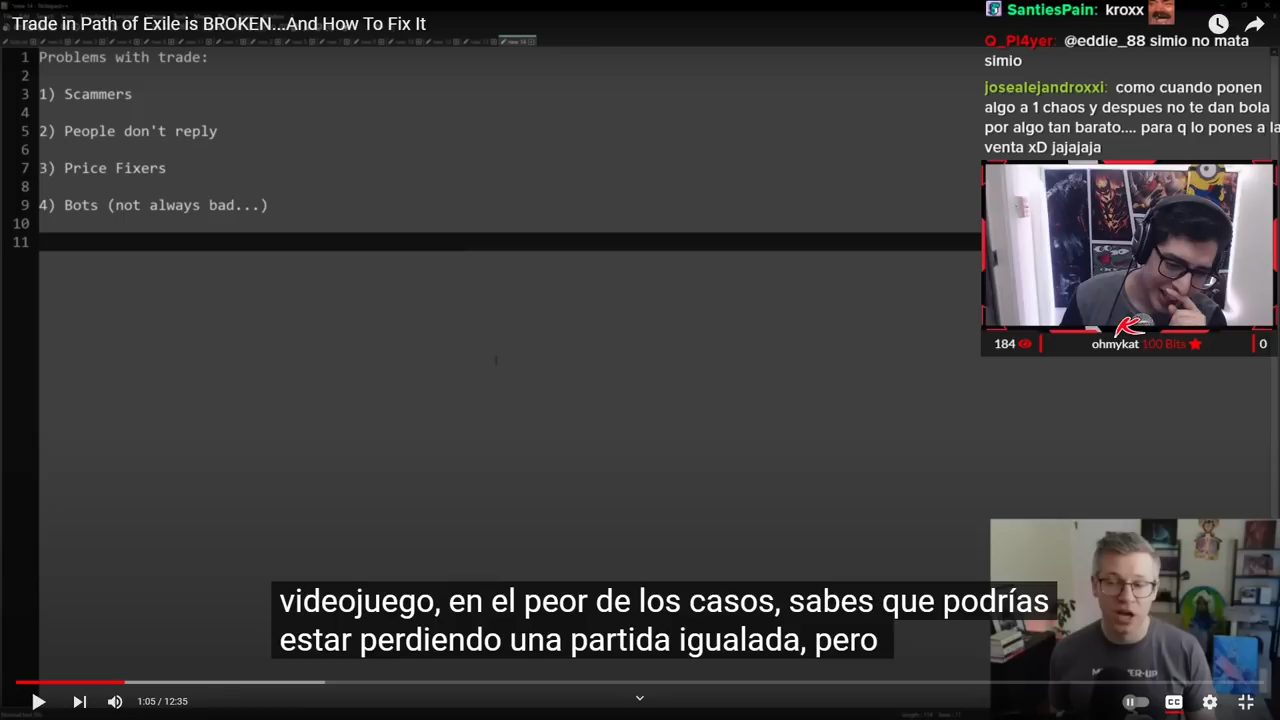 Trade in Path of Exile is BROKEN...And How To Fix It
1 Problems with trade:
2
3 1) Scammers
4
5 2) People don't reply
6
7 3) Price Fixers
8
9 4) Bots (not always bad...)
10
11
SantiesPain: kroxx
Q_Pl4yer: @eddie_88 simio no mata
simio
josealejandroxxi: como cuando ponen
algo a 1 chaos y despues no te dan bola
por algo tan barato.... para q lo pones a la
venta xD jajajaja
184
ohmykat 100 Bits
0
videojuego, en el peor de los casos, sabes que podrías
estar perdiendo una partida igualada, pero
1:05 / 12:35
CC